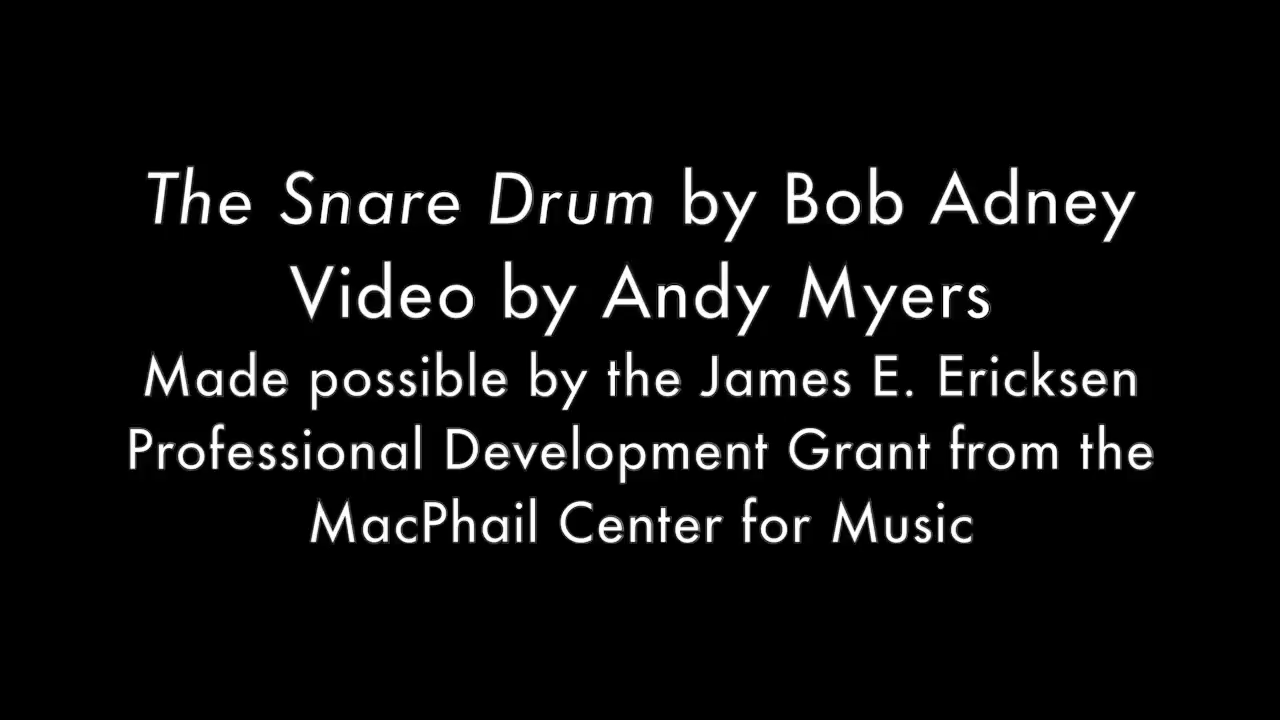 The Snare Drum by Bob Adney
Video by Andy Myers
Made possible by the James E. Ericksen
Professional Development Grant from the
MacPhail Center for Music